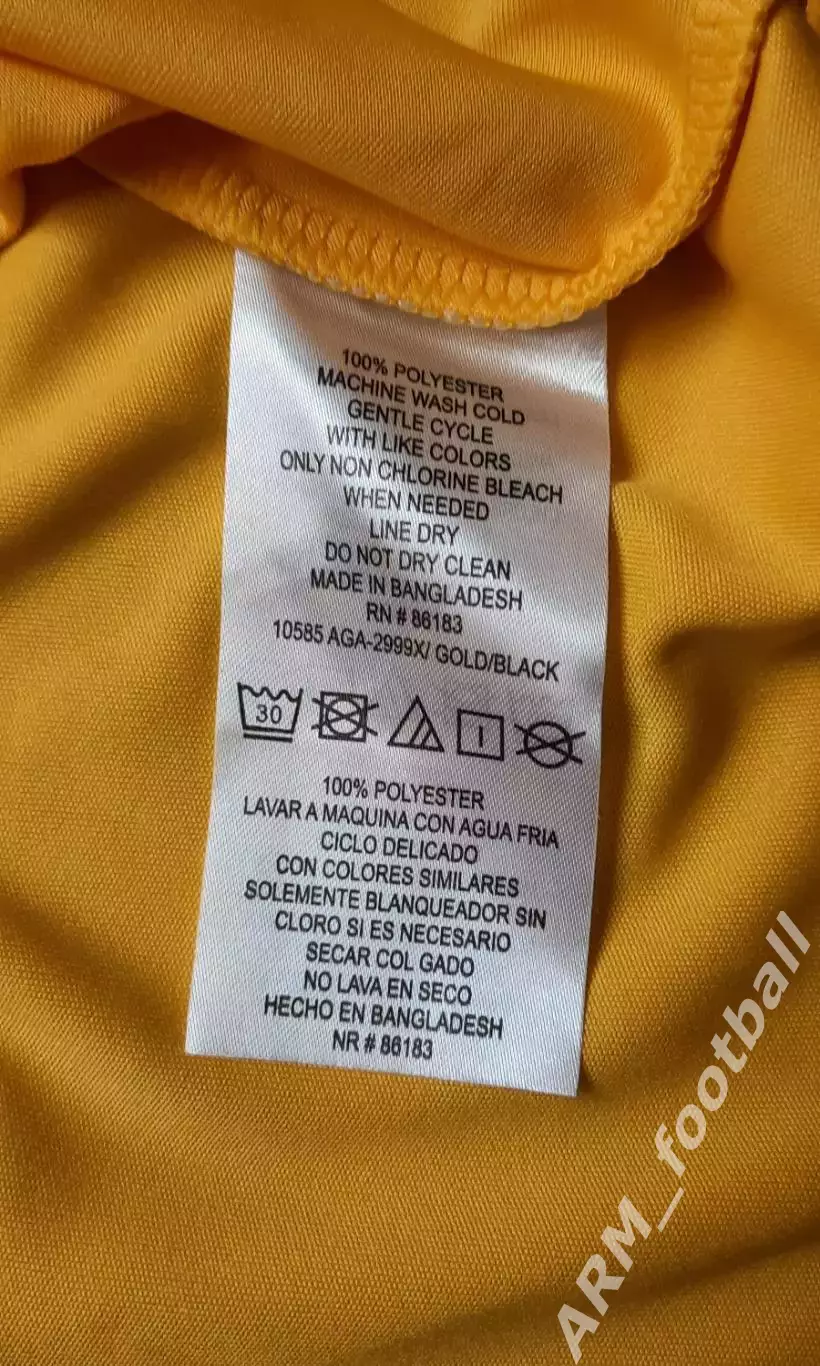 100% POLYESTER
MACHINE WASH COLD
GENTLE CYCLE
WITH LIKE COLORS
ONLY NON CHLORINE BLEACH
WHEN NEEDED
LINE DRY
DO NOT DRY CLEAN
MADE IN BANGLADESH
RN # 86183
10585 AGA-2999X/ GOLD/BLACK
30
100% POLYESTER
LAVAR A MAQUINA CON AGUA FRIA
CICLO DELICADO
CON COLORES SIMILARES
SOLEMENTE BLANQUEADOR SIN
CLORO SI ES NECESARIO
SECAR COL GADO
NO LAVA EN SECO
HECHO EN BANGLADESH
NR # 86183
ARM_football